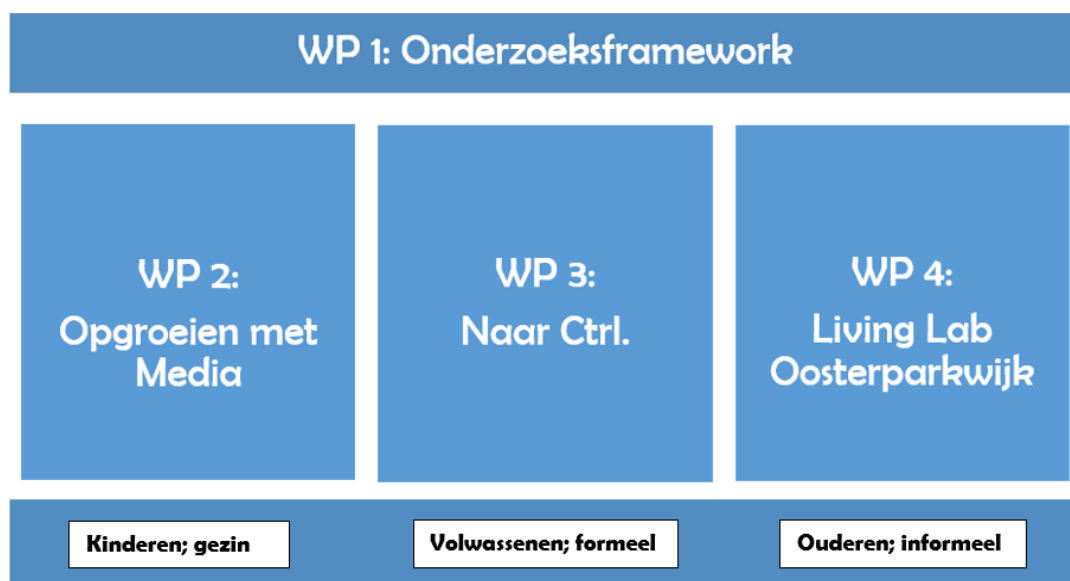 WP 1: Onderzoeksframework
WP 2:
Opgroeien met
Media
WP 3:
Naar Ctrl.
WP 4:
Living Lab
Oosterparkwijk
Kinderen; gezin
Volwassenen; formeel
Ouderen; informeel